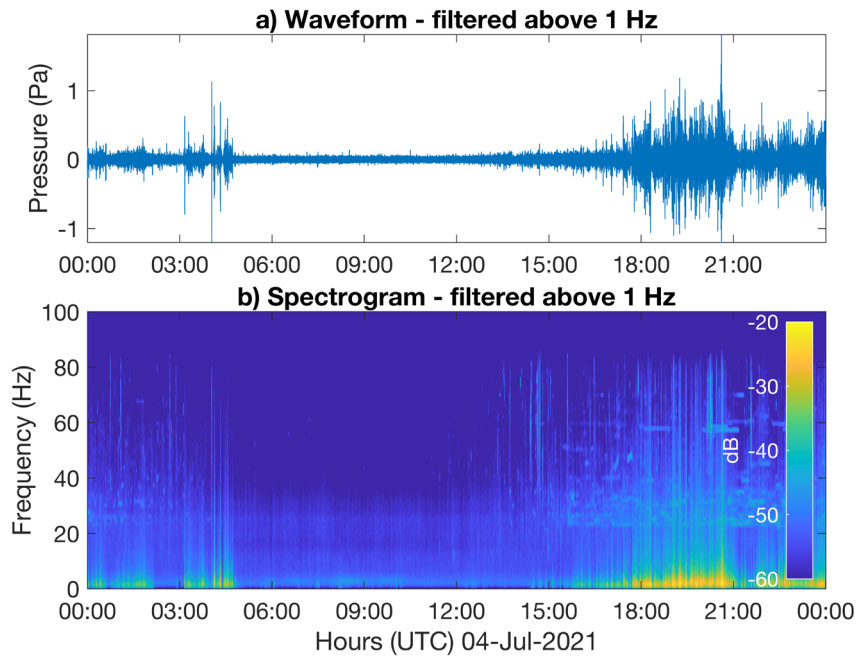 a) Waveform - filtered above 1 Hz
Pressure (Pa)
1
0
-1
00:00 03:00 06:00 09:00 12:00 15:00 18:00 21:00 00:00
b) Spectrogram - filtered above 1 Hz
Frequency (Hz)
100
80
60
40
20
0
dB
-20
-30
-40
-50
-60
00:00 03:00 06:00 09:00 12:00 15:00 18:00 21:00 00:00
Hours (UTC) 04-Jul-2021